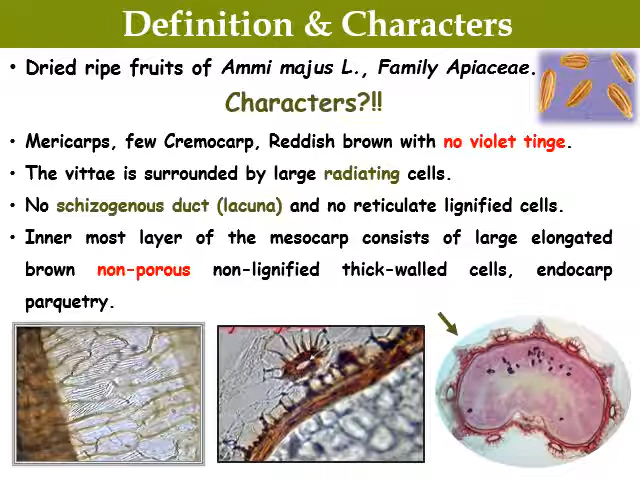 Definition & Characters
• Dried ripe fruits of Ammi majus L., Family Apiaceae.
Characters?!!
• Mericarps, few Cremocarp, Reddish brown with no violet tinge.
• The vittae is surrounded by large radiating cells.
• No schizogenous duct (lacuna) and no reticulate lignified cells.
• Inner most layer of the mesocarp consists of large elongated
brown non-porous non-lignified thick-walled cells, endocarp
parquetry.